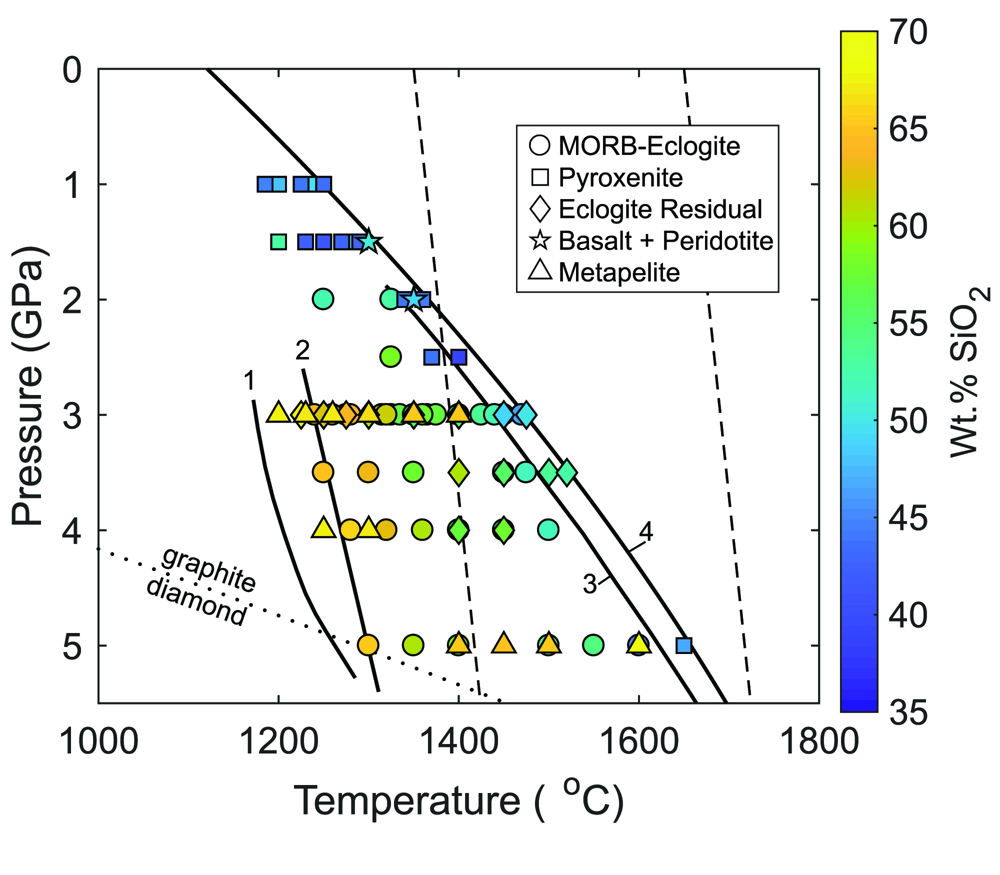 0
1
2
3
4
5
Pressure (GPa)
1000
1200
1400
1600
1800
Temperature ( °C)
MORB-Eclogite
Pyroxenite
Eclogite Residual
Basalt + Peridotite
Metapelite
1
2
3
4
graphite
diamond
70
65
60
55
50
45
40
35
Wt.% SiO2